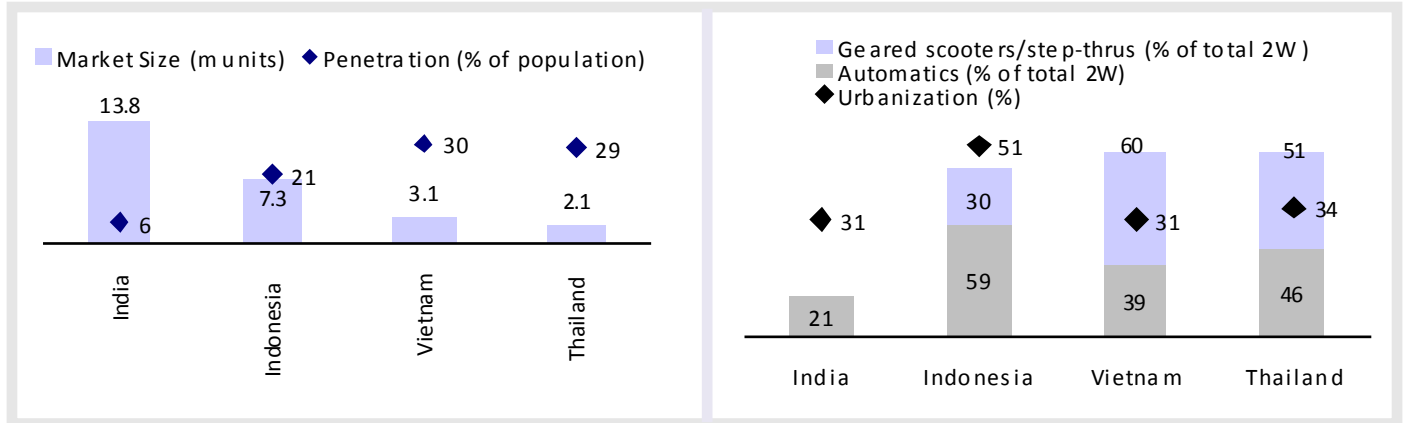 Market Size (m units) Penetration (% of population)
13.8
6
21
7.3
30
3.1
29
2.1
India
Indonesia
Vietnam
Thailand
Geared scooters/step-thrus (% of total 2W)
Automatics (% of total 2W)
Urbanization (%)
31
21
51
30
59
60
31
39
51
34
46
India Indonesia Vietnam Thailand